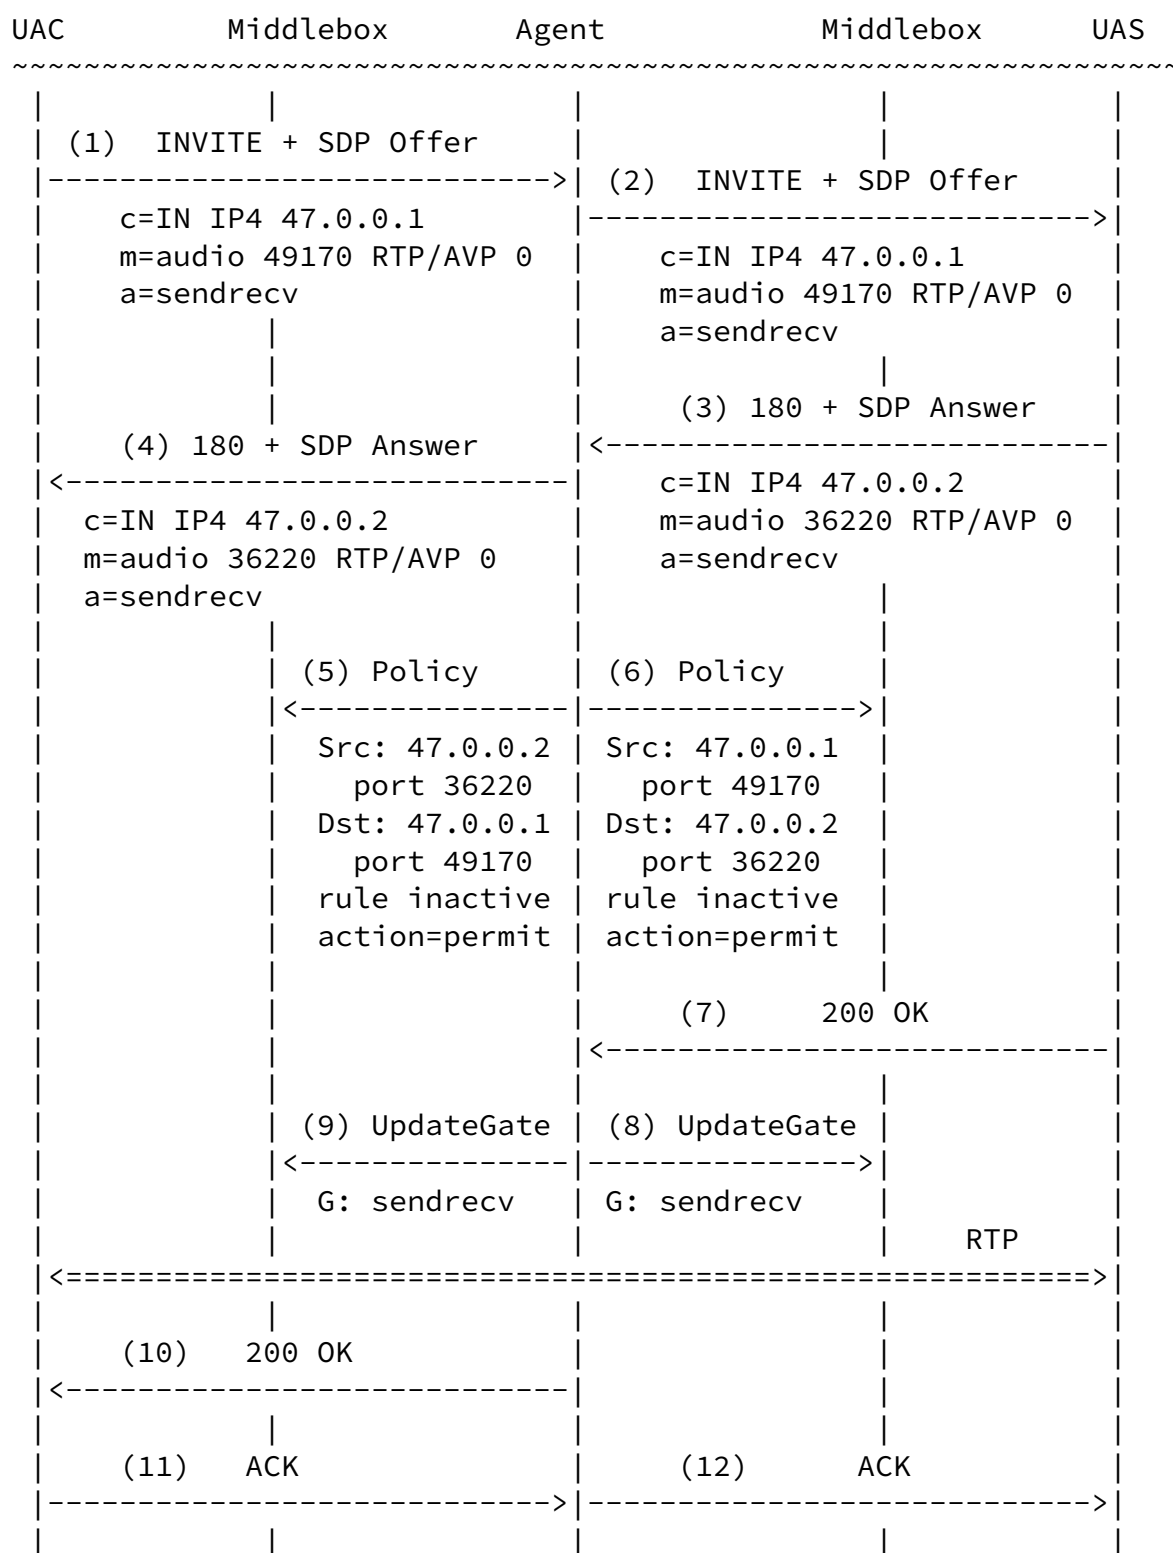 UAC Middlebox Agent Middlebox UAS
(1) INVITE + SDP Offer
(2) INVITE + SDP Offer
c=IN IP4 47.0.0.1
m=audio 49170 RTP/AVP 0 c=IN IP4 47.0.0.1
a=sendrecv m=audio 49170 RTP/AVP 0
a=sendrecv
(3) 180 + SDP Answer
(4) 180 + SDP Answer
c=IN IP4 47.0.0.2
c=IN IP4 47.0.0.2 m=audio 36220 RTP/AVP 0
m=audio 36220 RTP/AVP 0 a=sendrecv
a=sendrecv
(5) Policy (6) Policy
Src: 47.0.0.2 Src: 47.0.0.1
port 36220 port 49170
Dst: 47.0.0.1 Dst: 47.0.0.2
port 49170 port 36220
rule inactive rule inactive
action=permit action=permit
(7) 200 OK
(9) UpdateGate (8) UpdateGate
G: sendrecv G: sendrecv
RTP
(10) 200 OK
(11) ACK (12) ACK